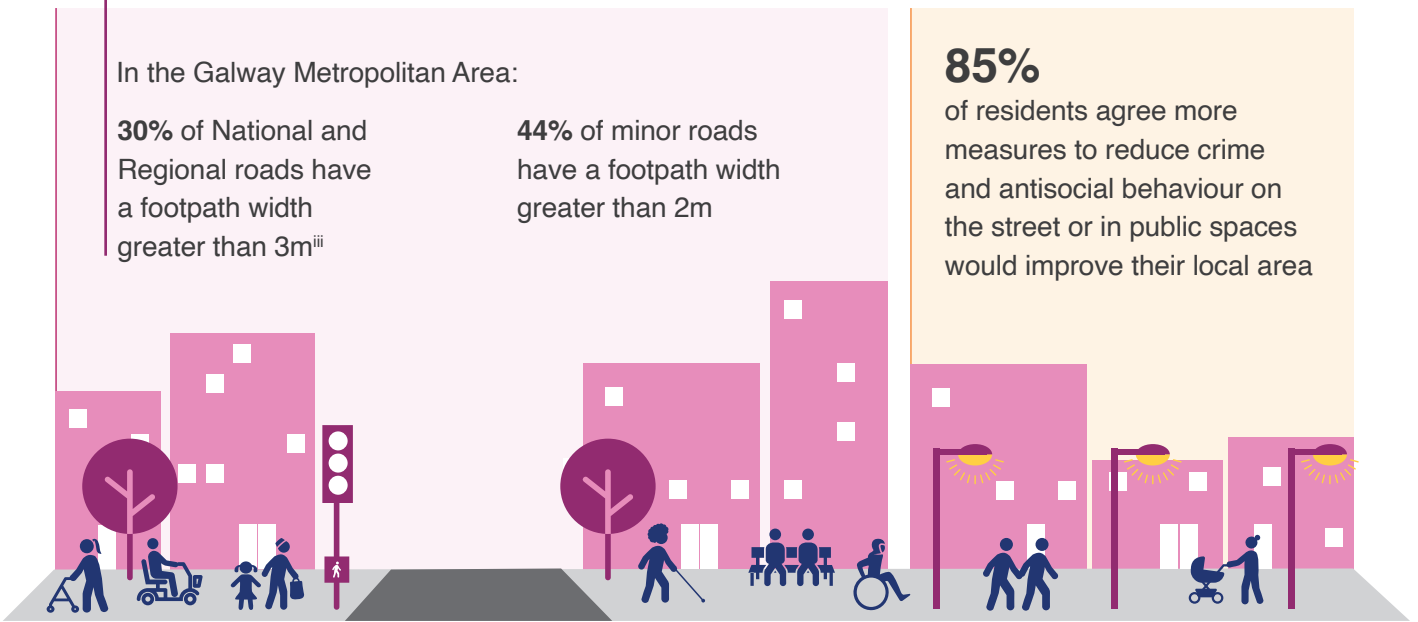 In the Galway Metropolitan Area:
30% of National and
Regional roads have
a footpath width
greater than 3mⁱⁱⁱ
44% of minor roads
have a footpath width
greater than 2m
85%
of residents agree more
measures to reduce crime
and antisocial behaviour on
the street or in public spaces
would improve their local area